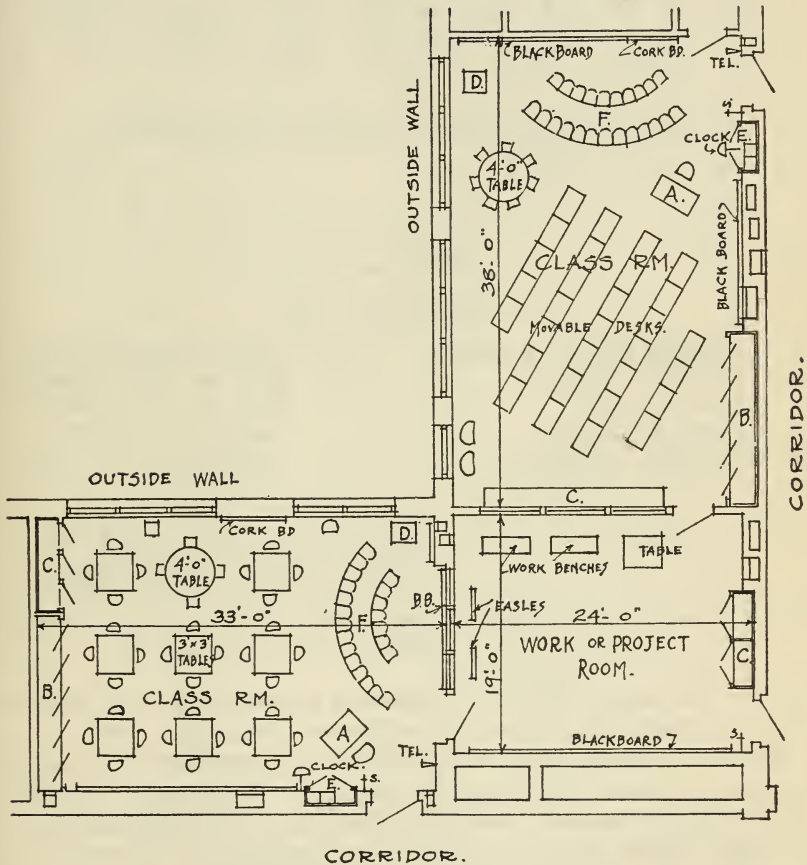 BLACKBOARD
CORK BD.
TEL.
D.
F.
S.
CLOCK E.
OUTSIDE WALL
4'-0"
TABLE
A.
BLACK BOARD
38'-0"
CLASS RM.
MOVABLE DESKS.
B.
CORRIDOR.
C.
OUTSIDE WALL
CORK BD
D.
C.
4'-0"
TABLE
WORK BENCHES
TABLE
B.B.
EASLES
33'-0"
F.
24'-0"
3'x3'
TABLES
WORK OR PROJECT
ROOM.
C.
19'-0"
B.
CLASS RM.
A
BLACKBOARD
S
TEL.
CLOCK.
E.
S.
CORRIDOR.